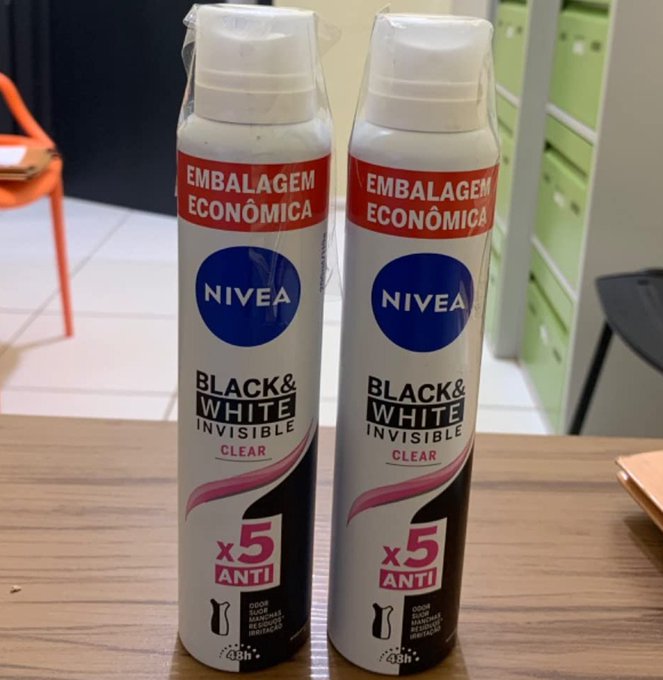 EMBALAGEM
ECONÔMICA
NIVEA
BLACK&
WHITE
INVISIBLE
CLEAR
x5
ANTI
ODOR
SUOR
MANCHAS
RESÍDUOS*
IRRITAÇÃO
48h
EMBALAGEM
ECONÔMICA
NIVEA
BLACK&
WHITE
INVISIBLE
CLEAR
x5
ANTI
ODOR
SUOR
MANCHAS
RESÍDUOS*
IRRITAÇÃO
48h